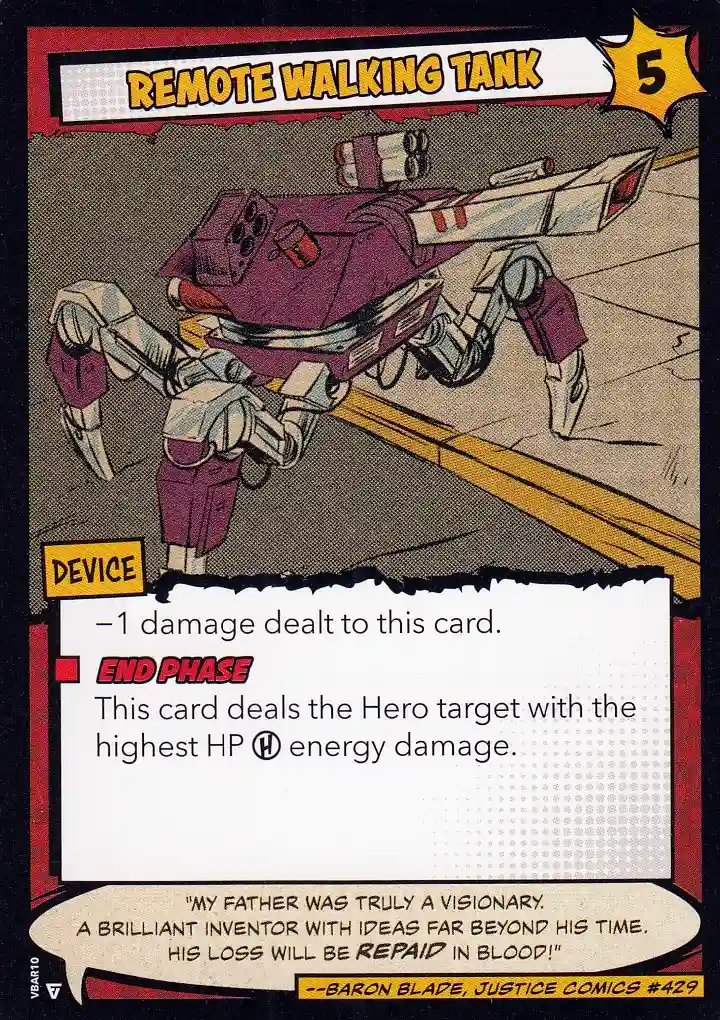 REMOTE WALKING TANK
5
DEVICE
−1 damage dealt to this card.
END PHASE
This card deals the Hero target with the
highest HP Ⓗ energy damage.
"MY FATHER WAS TRULY A VISIONARY.
A BRILLIANT INVENTOR WITH IDEAS FAR BEYOND HIS TIME.
HIS LOSS WILL BE REPAID IN BLOOD!"
--BARON BLADE, JUSTICE COMICS #429
VBAR10